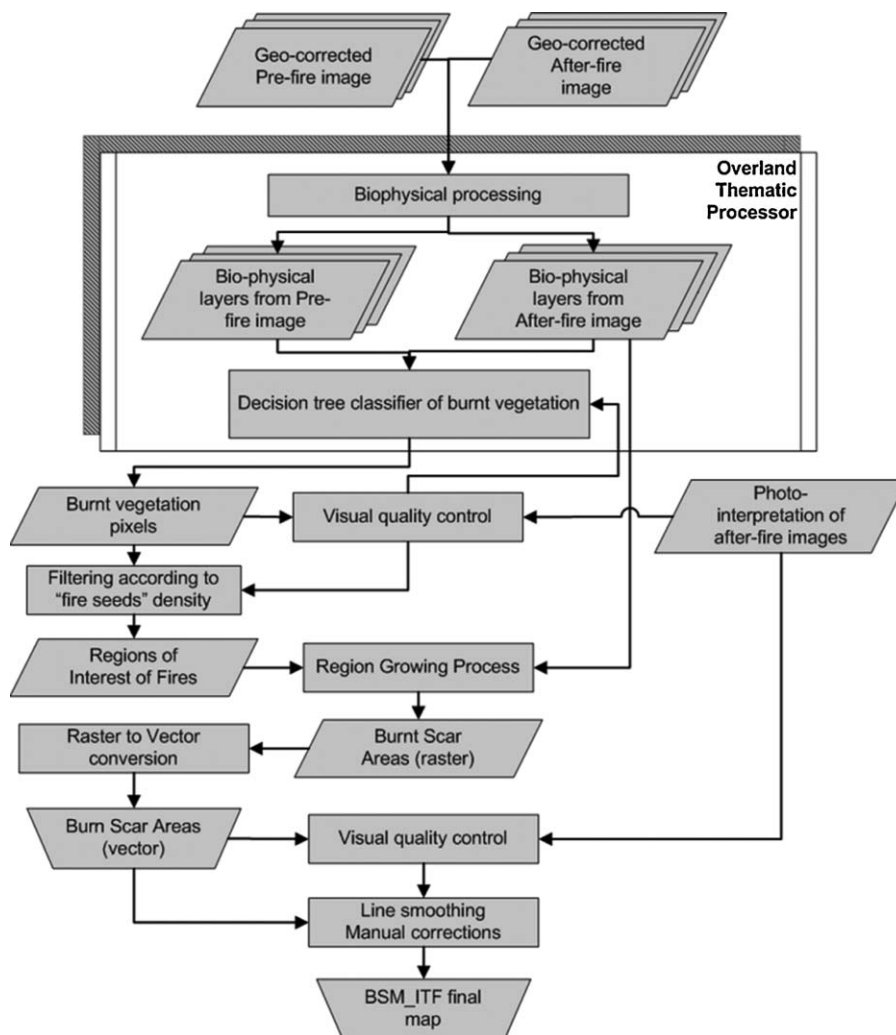 Geo-corrected
Pre-fire image
Geo-corrected
After-fire
image
Overland
Thematic
Processor
Biophysical processing
Bio-physical
layers from Pre-
fire image
Bio-physical
layers from
After-fire image
Decision tree classifier of burnt vegetation
Burnt vegetation
pixels
Visual quality control
Photo-
interpretation of
after-fire images
Filtering according to
"fire seeds" density
Regions of
Interest of Fires
Region Growing Process
Raster to Vector
conversion
Burnt Scar
Areas (raster)
Burn Scar Areas
(vector)
Visual quality control
Line smoothing
Manual corrections
BSM_ITF final
map